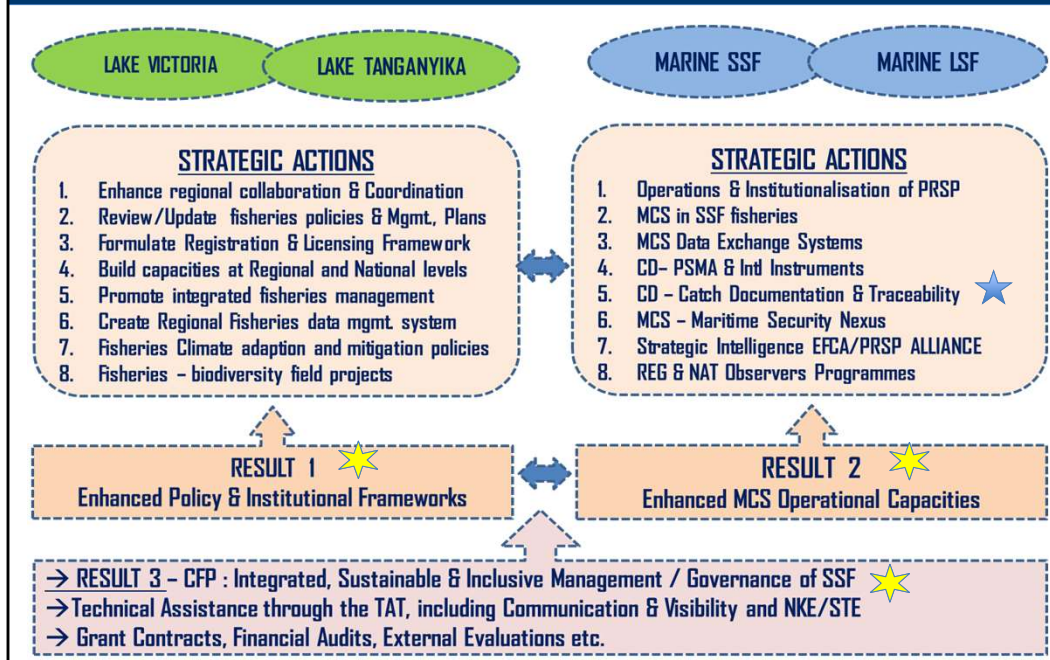 LAKE VICTORIA
LAKE TANGANYIKA
MARINE SSF
MARINE LSF
STRATEGIC ACTIONS
1. Enhance regional collaboration & Coordination
2. Review/Update fisheries policies & Mgmt., Plans
3. Formulate Registration & Licensing Framework
4. Build capacities at Regional and National levels
5. Promote integrated fisheries management
6. Create Regional Fisheries data mgmt. system
7. Fisheries Climate adaption and mitigation policies
8. Fisheries – biodiversity field projects
STRATEGIC ACTIONS
1. Operations & Institutionalisation of PRSP
2. MCS in SSF fisheries
3. MCS Data Exchange Systems
4. CD– PSMA & Intl Instruments
5. CD – Catch Documentation & Traceability
6. MCS – Maritime Security Nexus
7. Strategic Intelligence EFCA/PRSP ALLIANCE
8. REG & NAT Observers Programmes
RESULT 1
Enhanced Policy & Institutional Frameworks
RESULT 2
Enhanced MCS Operational Capacities
→ RESULT 3 – CFP : Integrated, Sustainable & Inclusive Management / Governance of SSF
→Technical Assistance through the TAT, including Communication & Visibility and NKE/STE
→ Grant Contracts, Financial Audits, External Evaluations etc.